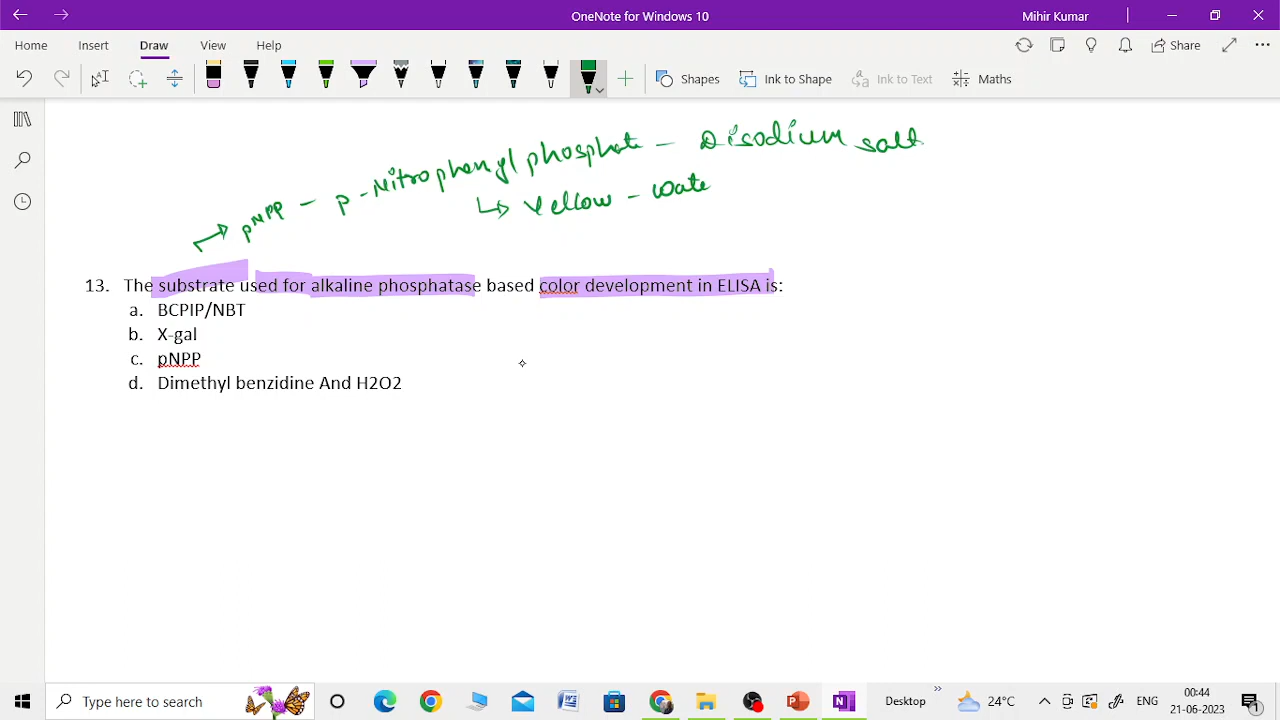 OneNote for Windows 10
Mihir Kumar
Home Insert Draw View Help
Share
Shapes Ink to Shape Ink to Text Maths
pNPP - p-Nitrophenyl phosphate - Disodium salt
Yellow - Wate
13. The substrate used for alkaline phosphatase based color development in ELISA is:
a. BCPIP/NBT
b. X-gal
c. pNPP
d. Dimethyl benzidine And H2O2
Type here to search
Desktop
24°C
ENG
00:44
21-06-2023
1